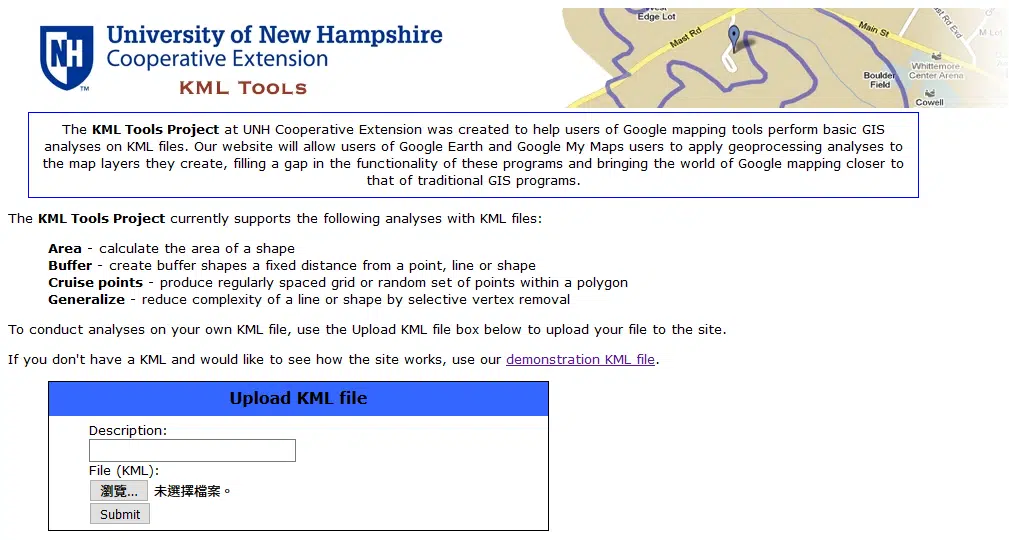 NH
TM
University of New Hampshire
Cooperative Extension
KML TOOLS
West
Edge Lot
Mast Rd
Main St
Mast Rd Ext
M-Lot
Whittemore
Center Arena
Boulder
Field
Cowell
The KML Tools Project at UNH Cooperative Extension was created to help users of Google mapping tools perform basic GIS
analyses on KML files. Our website will allow users of Google Earth and Google My Maps users to apply geoprocessing analyses to
the map layers they create, filling a gap in the functionality of these programs and bringing the world of Google mapping closer to
that of traditional GIS programs.
The KML Tools Project currently supports the following analyses with KML files:
Area - calculate the area of a shape
Buffer - create buffer shapes a fixed distance from a point, line or shape
Cruise points - produce regularly spaced grid or random set of points within a polygon
Generalize - reduce complexity of a line or shape by selective vertex removal
To conduct analyses on your own KML file, use the Upload KML file box below to upload your file to the site.
If you don't have a KML and would like to see how the site works, use our demonstration KML file.
Upload KML file
Description:
File (KML):
瀏覽... 未選擇檔案。
Submit